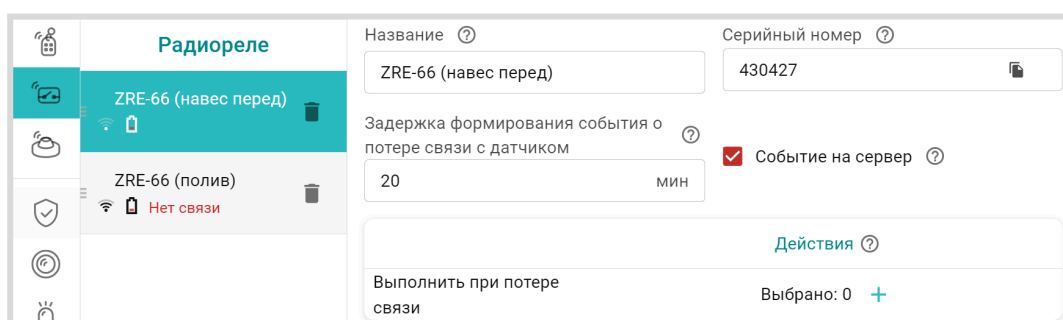 Радиореле
ZRE-66 (навес перед)
ZRE-66 (полив)
Нет связи
Название
Серийный номер
ZRE-66 (навес перед)
430427
Задержка формирования события о
потере связи с датчиком
20 мин
Событие на сервер
Действия
Выполнить при потере
связи
Выбрано: 0 +